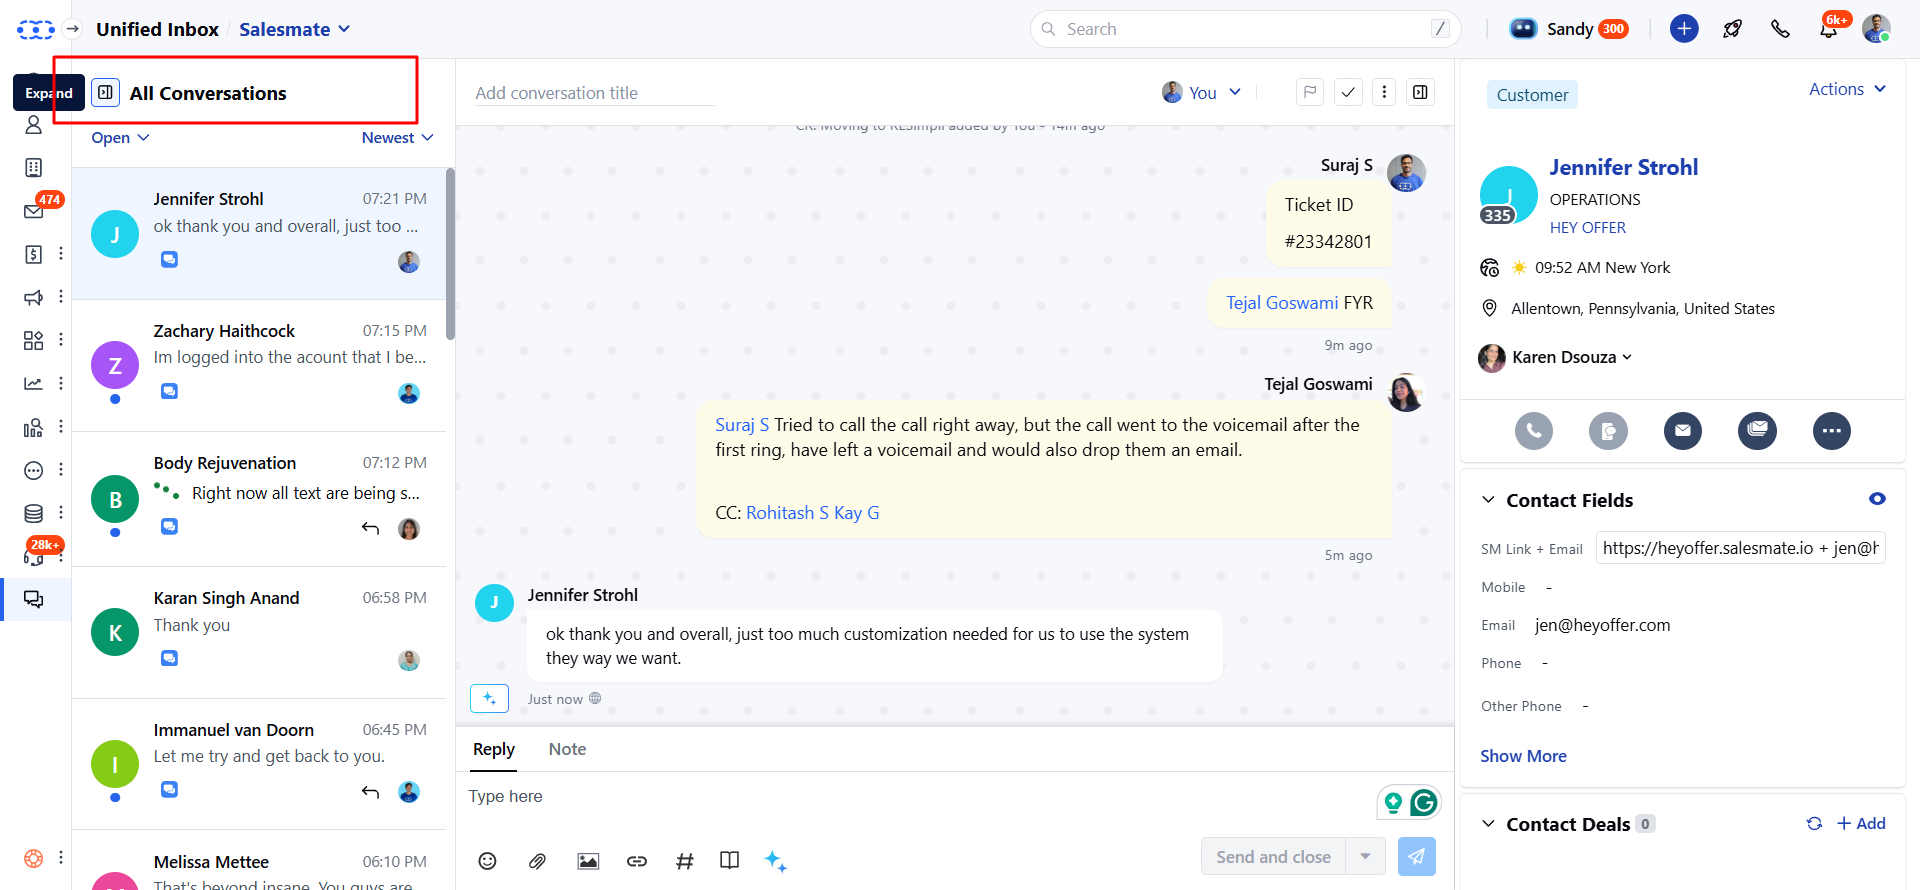 Unified Inbox / Salesmate
Search
/
Sandy 300
6k+
Expand
All Conversations
Open
Newest
474
28k+
Jennifer Strohl 07:21 PM
ok thank you and overall, just too ...
J
Zachary Haithcock 07:15 PM
Im logged into the acount that I be...
Z
Body Rejuvenation 07:12 PM
Right now all text are being s...
B
Karan Singh Anand 06:58 PM
Thank you
K
Immanuel van Doorn 06:45 PM
Let me try and get back to you.
I
Melissa Mettee 06:10 PM
That's beyond insane. You guys are
Add conversation title
You
CR: Moving to RESimpli added by You - 14m ago
Suraj S
Ticket ID
#23342801
Tejal Goswami FYR
9m ago
Tejal Goswami
Suraj S Tried to call the call right away, but the call went to the voicemail after the
first ring, have left a voicemail and would also drop them an email.
CC: Rohitash S Kay G
5m ago
J
Jennifer Strohl
ok thank you and overall, just too much customization needed for us to use the system
they way we want.
Just now
Reply Note
Type here
Send and close
Customer
Actions
J
335
Jennifer Strohl
OPERATIONS
HEY OFFER
09:52 AM New York
Allentown, Pennsylvania, United States
Karen Dsouza
Contact Fields
SM Link + Email https://heyoffer.salesmate.io + jen@h
Mobile -
Email jen@heyoffer.com
Phone -
Other Phone -
Show More
Contact Deals 0
+ Add